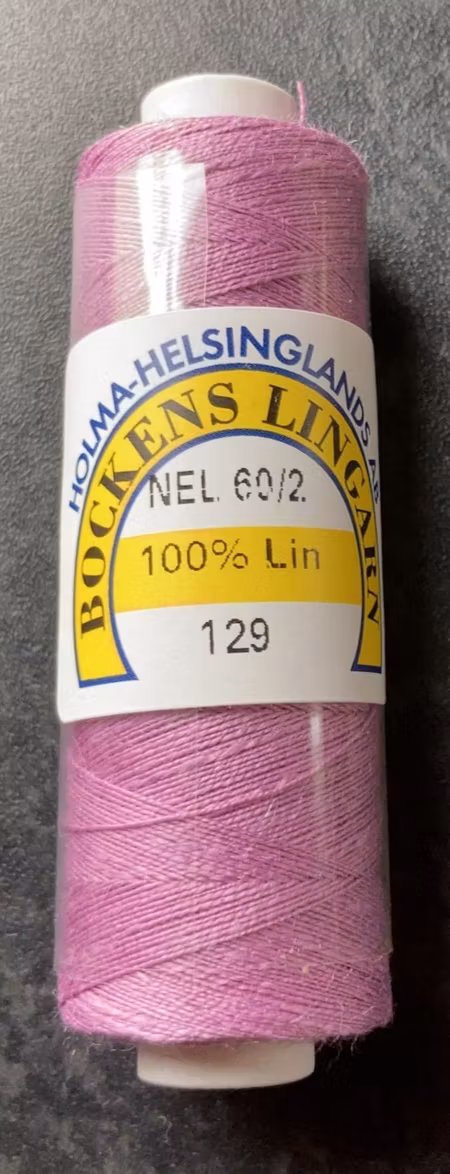 HOLMA-HELSINGLANDS AB
BOCKENS LINGARN
NEL. 60/2.
100% Lin
129